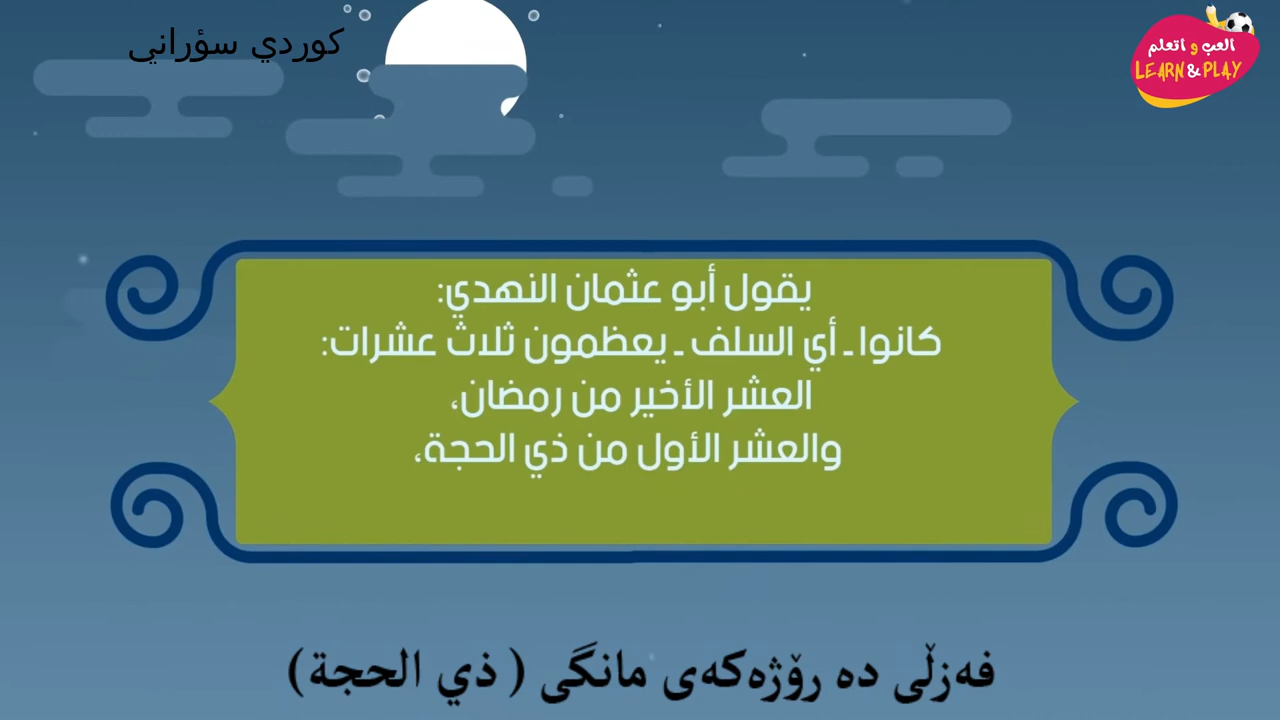 كوردي سؤراني
العب و اتعلم
LEARN & PLAY
يقول أبو عثمان النهدي:
كانوا ـ أي السلف ـ يعظمون ثلاث عشرات:
العشر الأخير من رمضان،
والعشر الأول من ذي الحجة،
فەزڵی دە رۆژەکەی مانگی ( ذي الحجة)